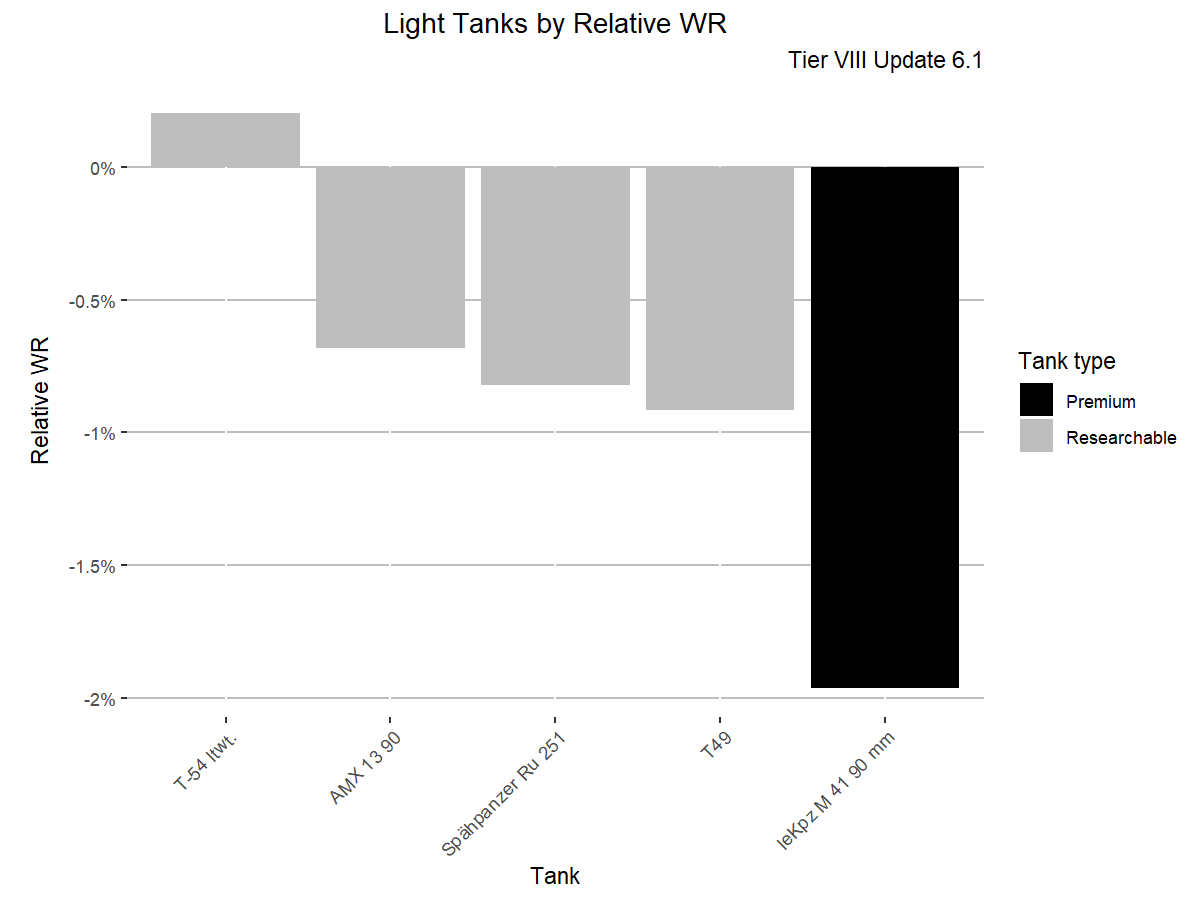 Light Tanks by Relative WR
Tier VIII Update 6.1
Relative WR
0%
-0.5%
-1%
-1.5%
-2%
T-54 ltwt.
AMX 13 90
Spähpanzer Ru 251
T49
leKpz M 41 90 mm
Tank
Tank type
Premium
Researchable